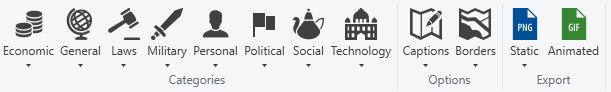 PNG GIF
Economic General Laws Military Personal Political Social Technology Captions Borders Static Animated
Categories Options Export